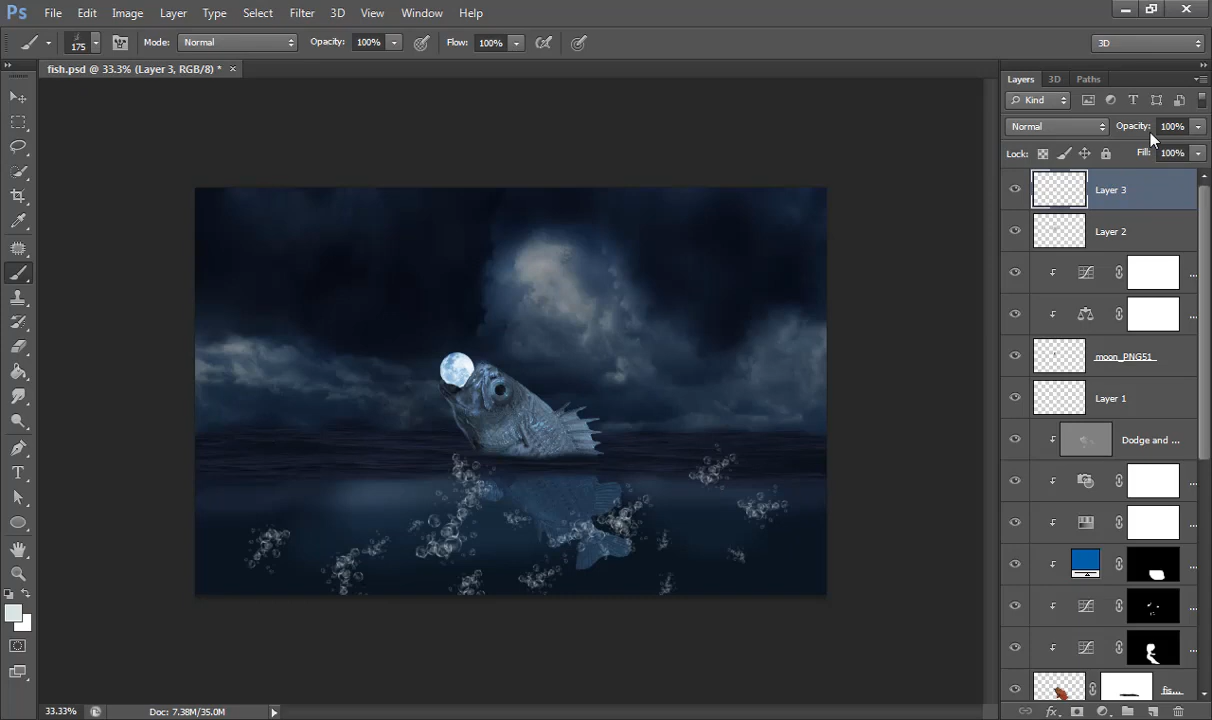 Ps File Edit Image Layer Type Select Filter 3D View Window Help
175 Mode: Normal Opacity: 100% Flow: 100% 3D
fish.psd @ 33.3% (Layer 3, RGB/8) *
Layers 3D Paths
Kind
Normal Opacity: 100%
Lock: Fill: 100%
Layer 3
Layer 2
...
...
moon_PNG51
Layer 1
Dodge and ...
...
...
...
...
...
fis...
33.33% Doc: 7.38M/35.0M